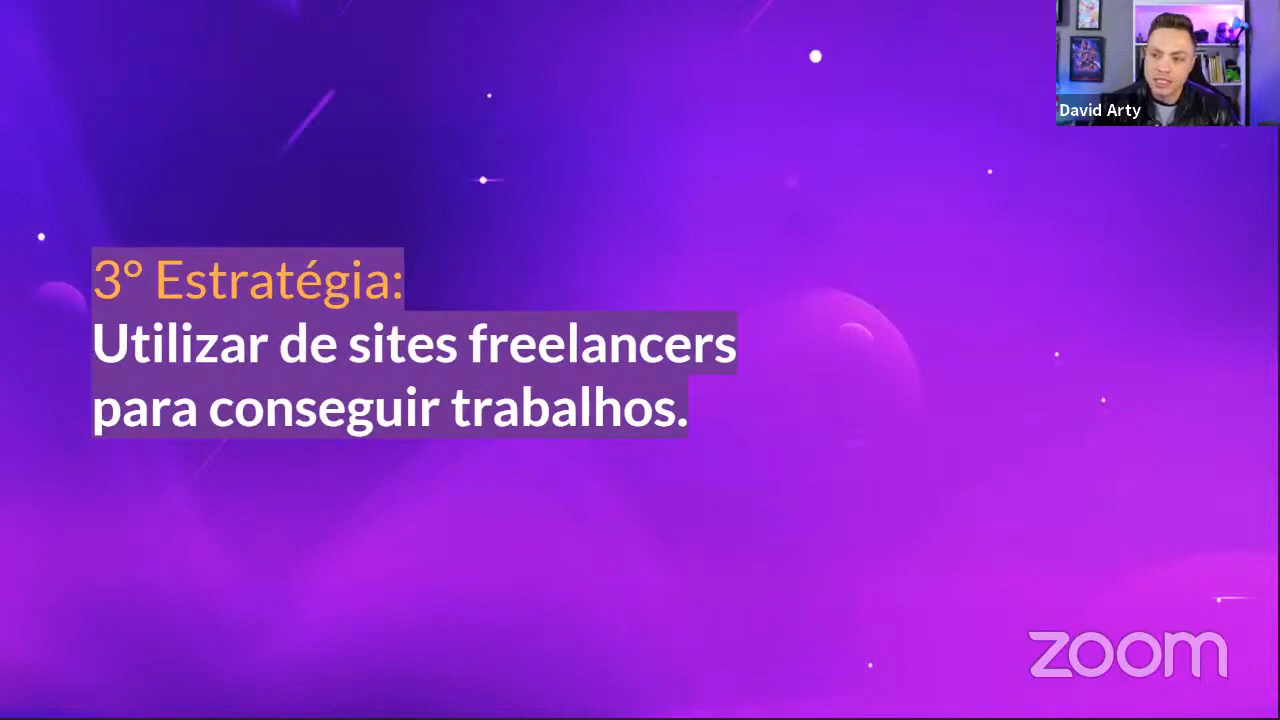 David Arty
3° Estratégia:
Utilizar de sites freelancers
para conseguir trabalhos.
zoom